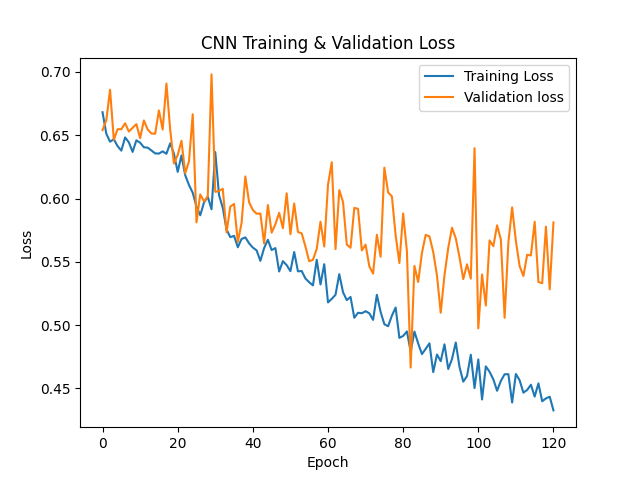 CNN Training & Validation Loss
Training Loss
Validation loss
0.70
0.65
0.60
0.55
0.50
0.45
Loss
0 20 40 60 80 100 120
Epoch